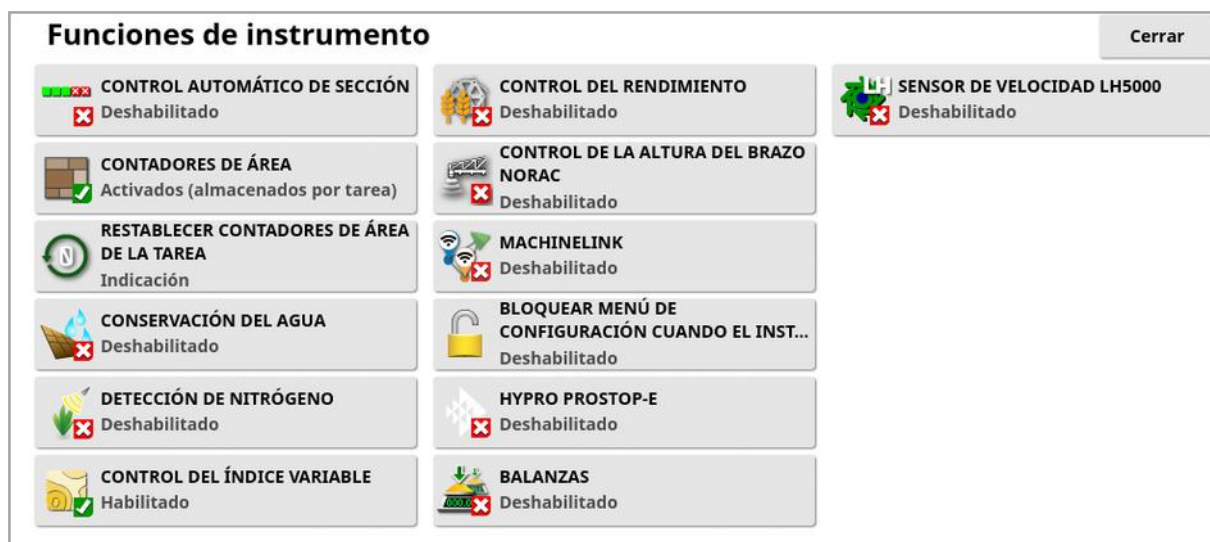 Funciones de instrumento
Cerrar
CONTROL AUTOMÁTICO DE SECCIÓN
Deshabilitado
CONTADORES DE ÁREA
Activados (almacenados por tarea)
RESTABLECER CONTADORES DE ÁREA
DE LA TAREA
Indicación
CONSERVACIÓN DEL AGUA
Deshabilitado
DETECCIÓN DE NITRÓGENO
Deshabilitado
CONTROL DEL ÍNDICE VARIABLE
Habilitado
CONTROL DEL RENDIMIENTO
Deshabilitado
CONTROL DE LA ALTURA DEL BRAZO
NORAC
Deshabilitado
MACHINELINK
Deshabilitado
BLOQUEAR MENÚ DE
CONFIGURACIÓN CUANDO EL INST...
Deshabilitado
HYPRO PROSTOP-E
Deshabilitado
BALANZAS
Deshabilitado
LH
SENSOR DE VELOCIDAD LH5000
Deshabilitado